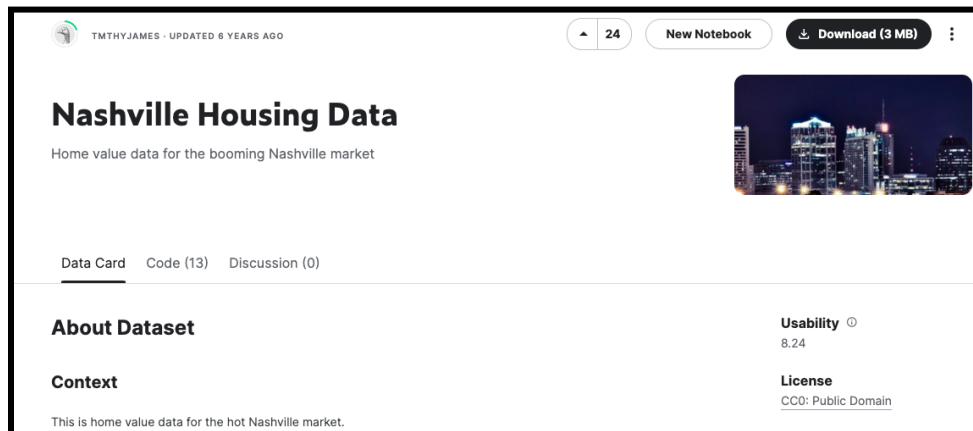 TMTHYJAMES · UPDATED 6 YEARS AGO
24
New Notebook
Download (3 MB)
Nashville Housing Data
Home value data for the booming Nashville market
Data Card
Code (13)
Discussion (0)
About Dataset
Usability
8.24
Context
License
CC0: Public Domain
This is home value data for the hot Nashville market.